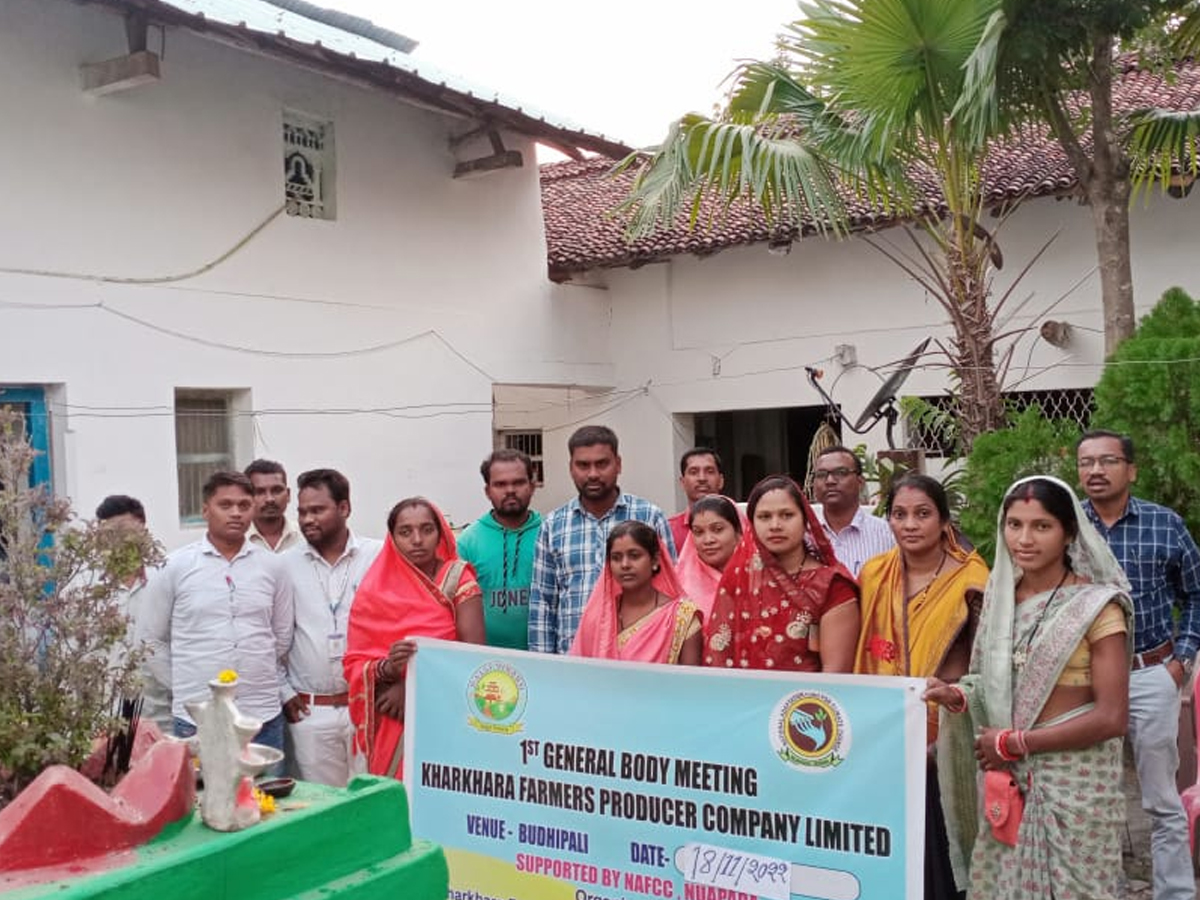 JONE
1ST GENERAL BODY MEETING
KHARKHARA FARMERS PRODUCER COMPANY LIMITED
VENUE - BUDHIPALI DATE- 18/11/2022
SUPPORTED BY NAFCC , NUAPADA